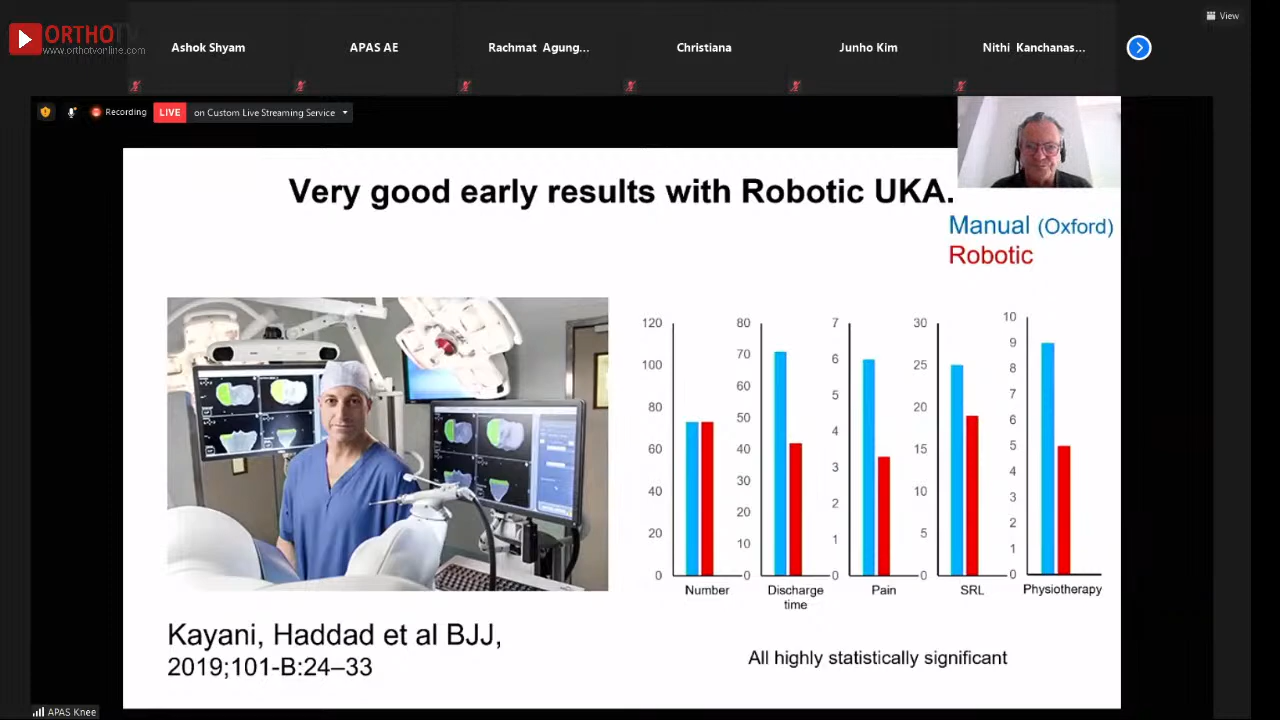 ORTHOTV
www.orthotvonline.com
Ashok Shyam
APAS AE
Rachmat Agung...
Christiana
Junho Kim
Nithi Kanchanas...
View
Recording
LIVE
on Custom Live Streaming Service
Very good early results with Robotic UKA.
Manual (Oxford)
Robotic
120
100
80
60
40
20
0
Number
80
70
60
50
40
30
20
10
0
Discharge
time
7
6
5
4
3
2
1
0
Pain
30
25
20
15
10
5
0
SRL
10
9
8
7
6
5
4
3
2
1
0
Physiotherapy
Kayani, Haddad et al BJJ,
2019;101-B:24–33
All highly statistically significant
APAS Knee